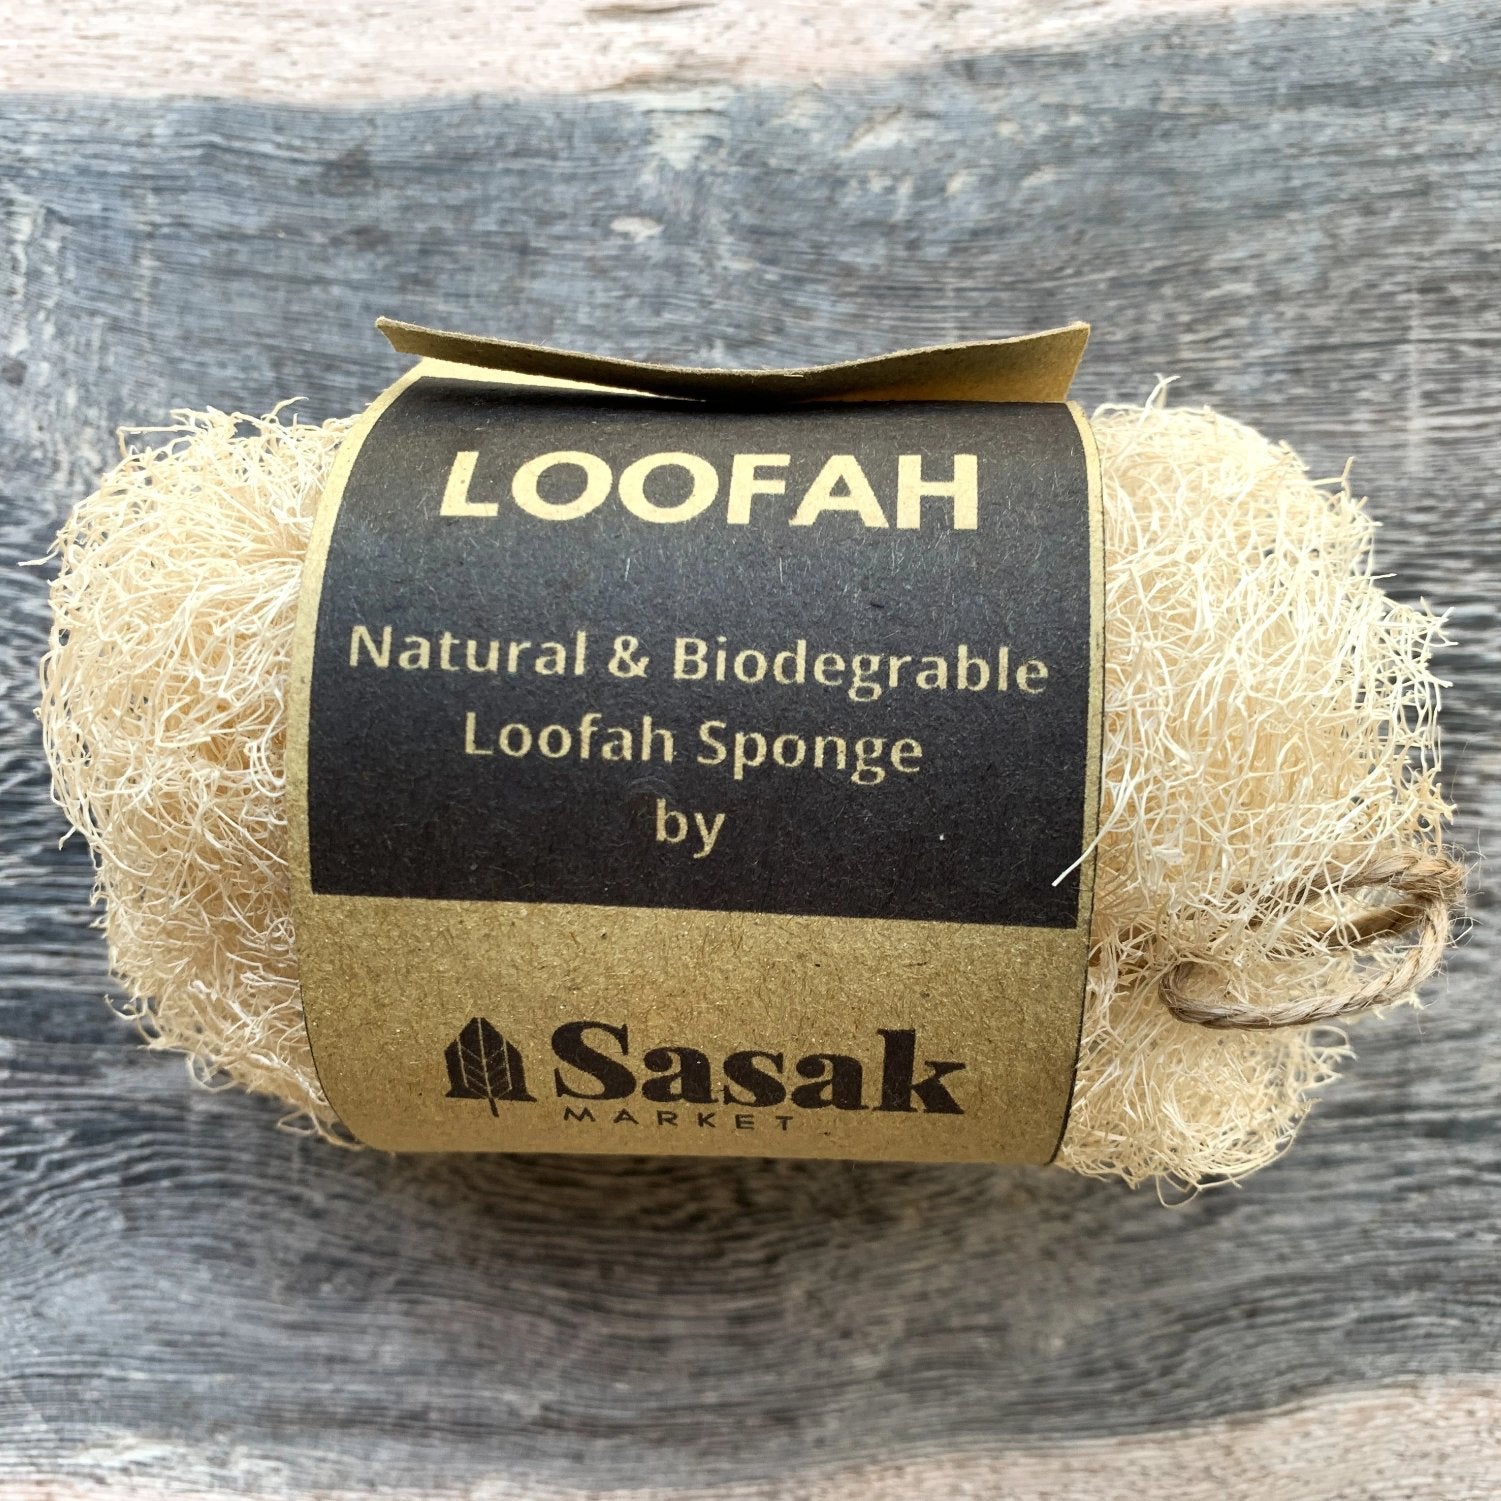 LOOFAH
Natural & Biodegrable
Loofah Sponge
by
Sasak
MARKET